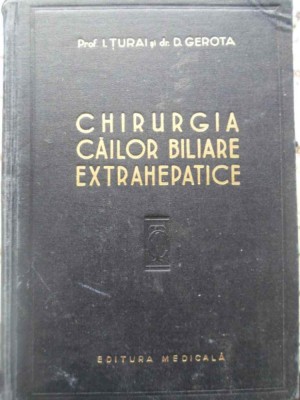 Prof. I. ȚURAI și dr. D. GEROTA
CHIRURGIA
CĂILOR BILIARE
EXTRAHEPATICE
EDITURA MEDICALĂ